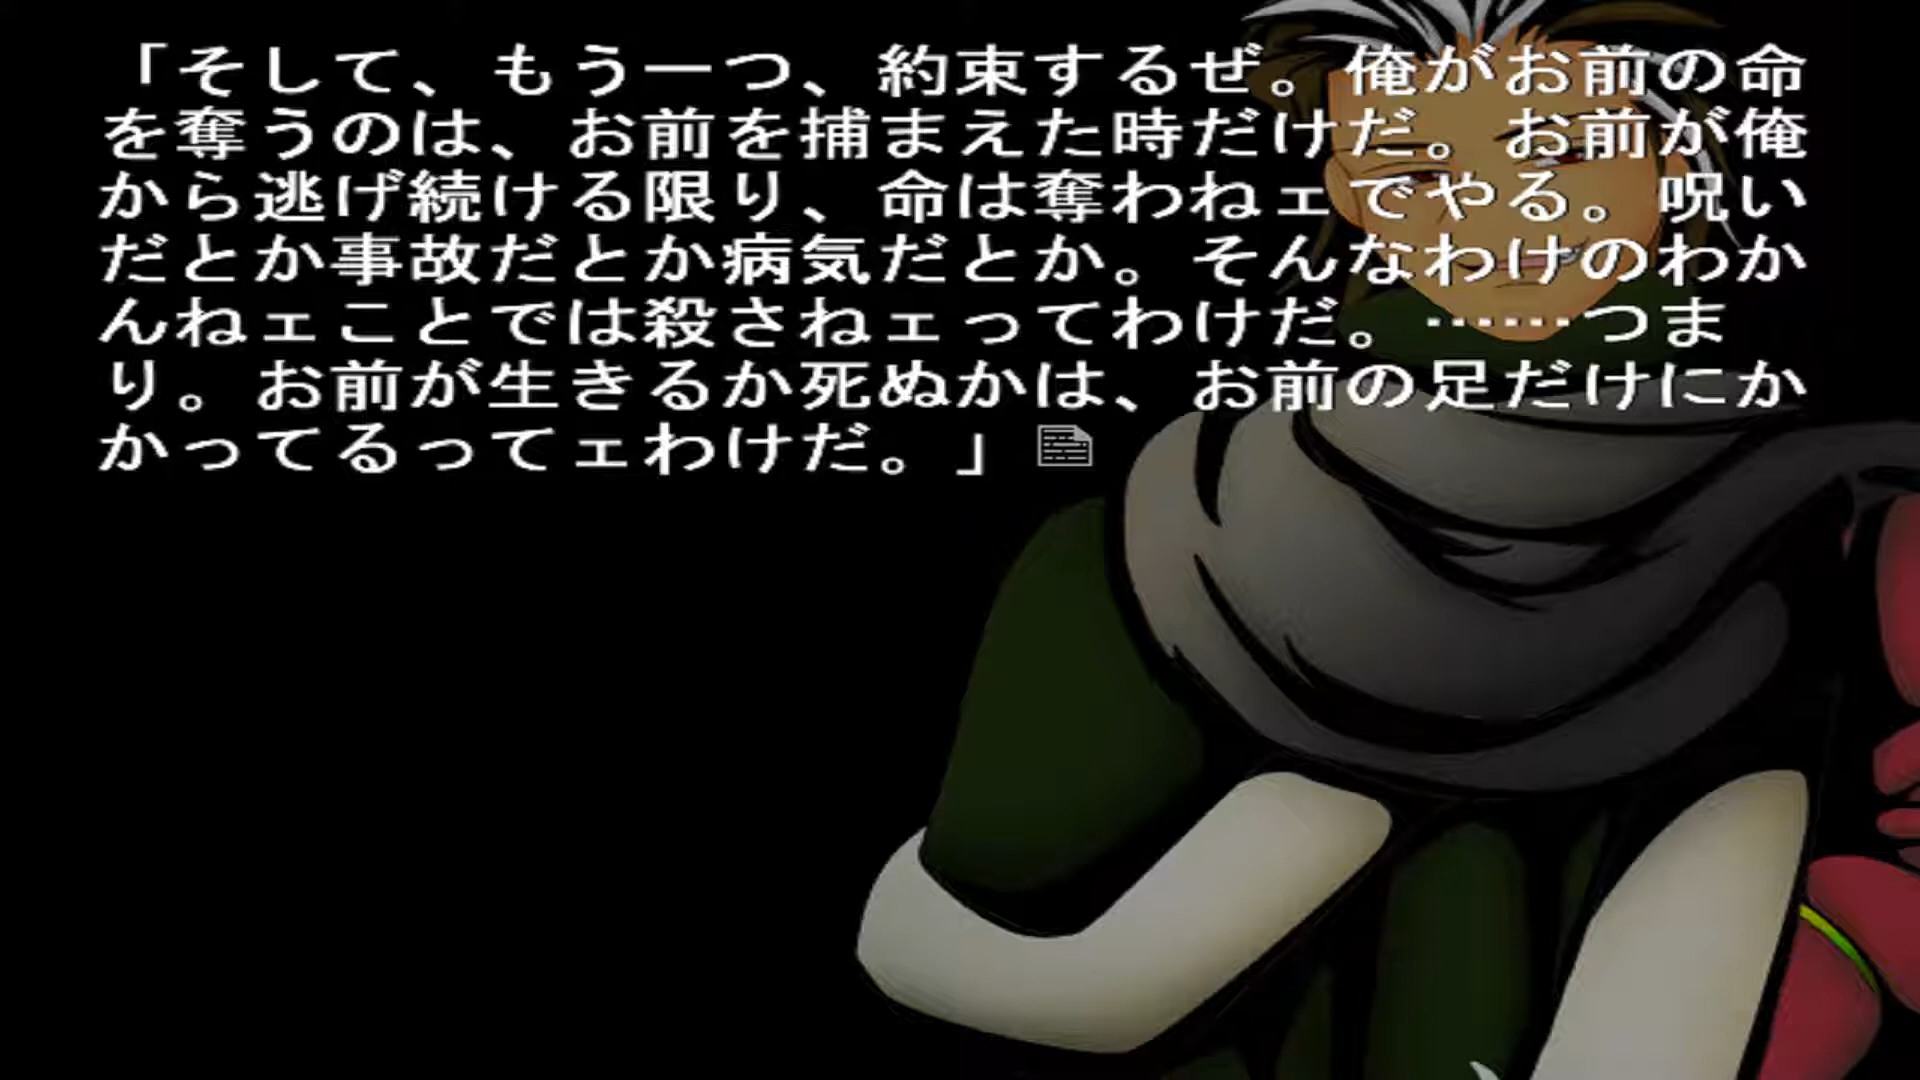 「そして、もう一つ、約束するぜ。俺がお前の命
を奪うのは、お前を捕まえた時だけだ。お前が俺
から逃げ続ける限り、命は奪わねェでやる。呪い
だとか事故だとか病気だとか。そんなわけのわか
んねェことでは殺さねェってわけだ。……つま
り。お前が生きるか死ぬかは、お前の足だけにか
かってるってェわけだ。」